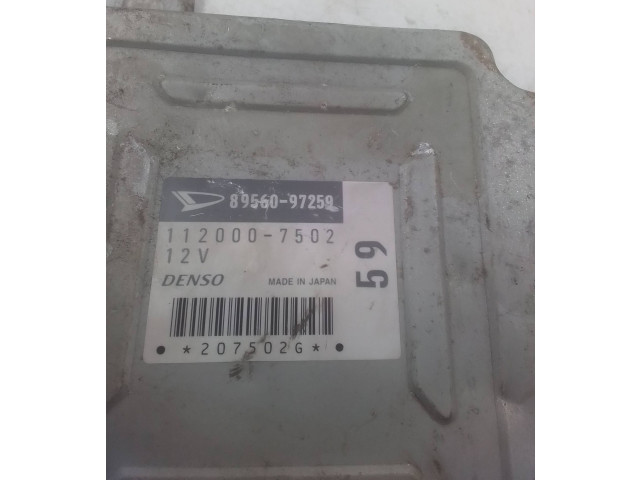 89560-97259
112000-7502
12V
DENSO MADE IN JAPAN
59
*207502G*